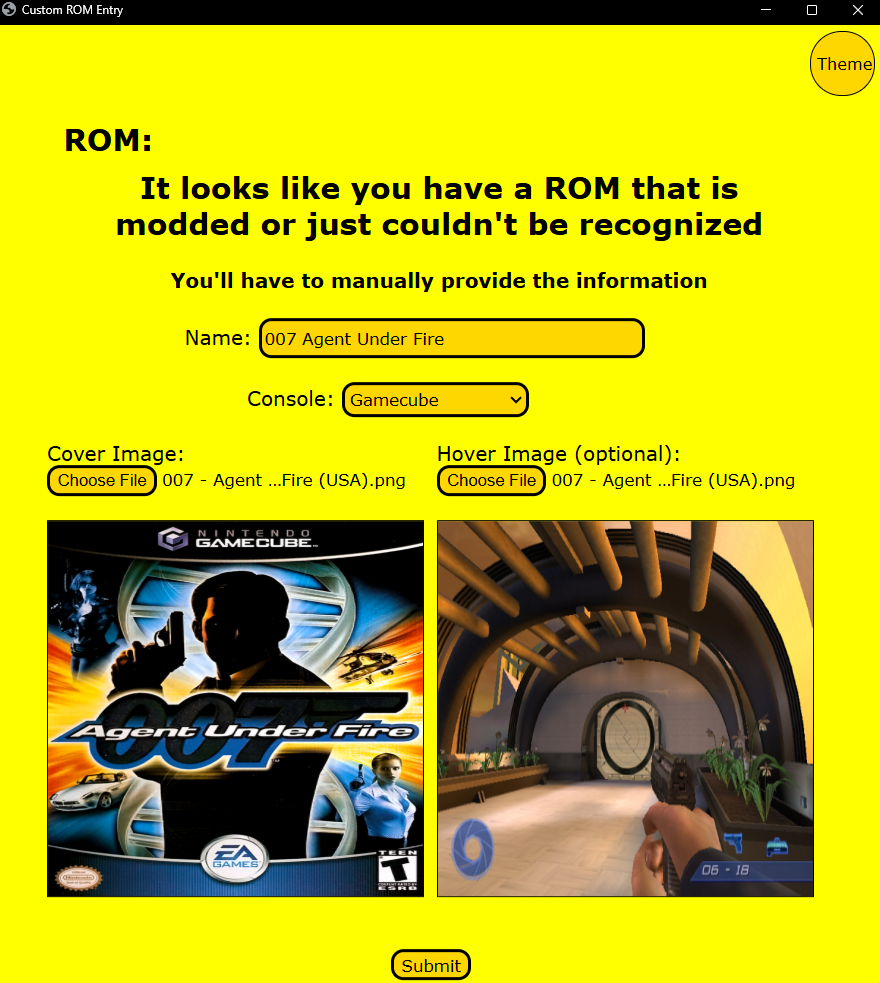 Custom ROM Entry
Theme
ROM:
It looks like you have a ROM that is
modded or just couldn't be recognized
You'll have to manually provide the information
Name: 007 Agent Under Fire
Console: Gamecube
Cover Image:
Choose File 007 - Agent ...Fire (USA).png
Hover Image (optional):
Choose File 007 - Agent ...Fire (USA).png
NINTENDO
GAMECUBE
007
Agent Under Fire
EA
GAMES
TEEN
T
ESRB
06 - 18
Submit